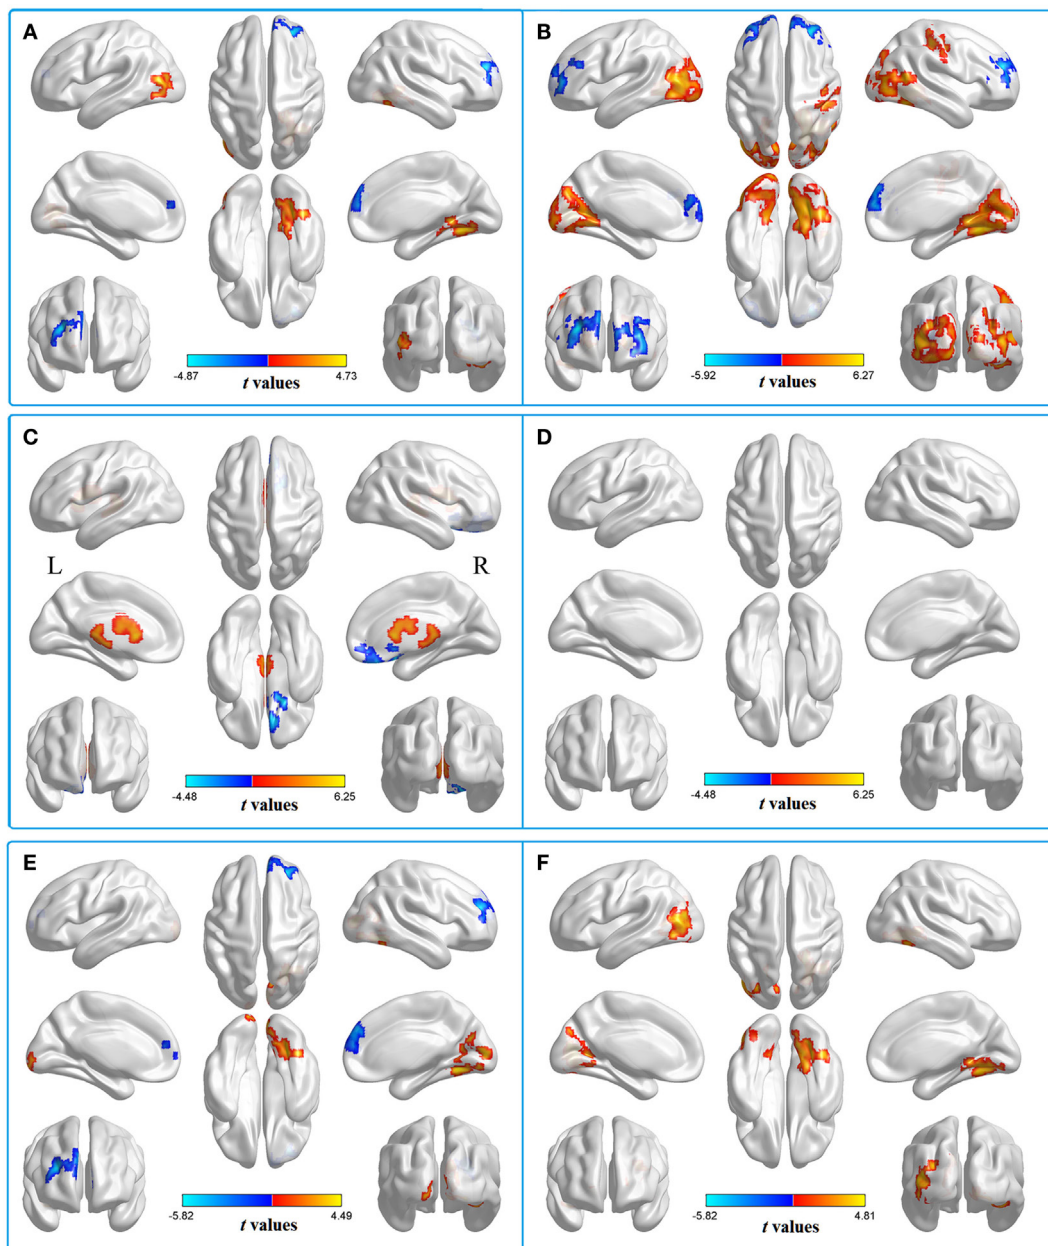 A
-4.87 4.73
t values
B
-5.92 6.27
t values
C
L R
-4.48 6.25
t values
D
-4.48 6.25
t values
E
-5.82 4.49
t values
F
-5.82 4.81
t values